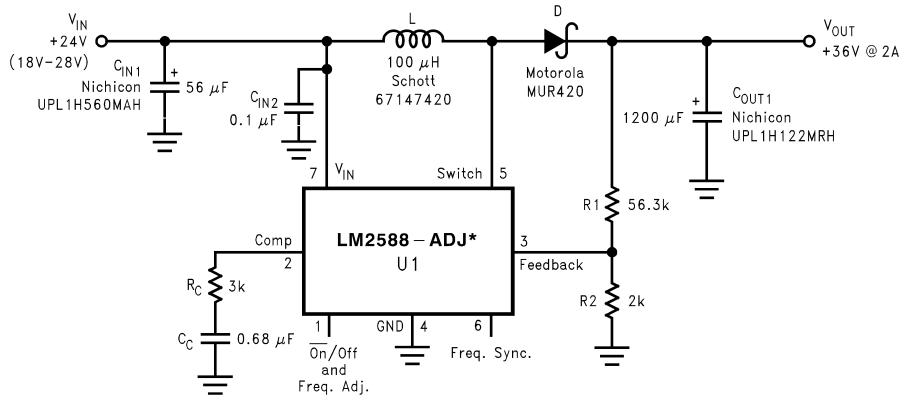 VIN
+24V
(18V-28V)
CIN1
Nichicon
UPL1H560MAH
+
56 μF
CIN2
0.1 μF
L
100 μH
Schott
67147420
D
Motorola
MUR420
VOUT
+36V @ 2A
+
1200 μF
COUT1
Nichicon
UPL1H122MRH
7
VIN
Switch
5
R1
56.3k
Comp
2
LM2588-ADJ*
U1
3
Feedback
RC
3k
R2
2k
CC
0.68 μF
1
GND
4
6
On/Off
and
Freq. Adj.
Freq. Sync.